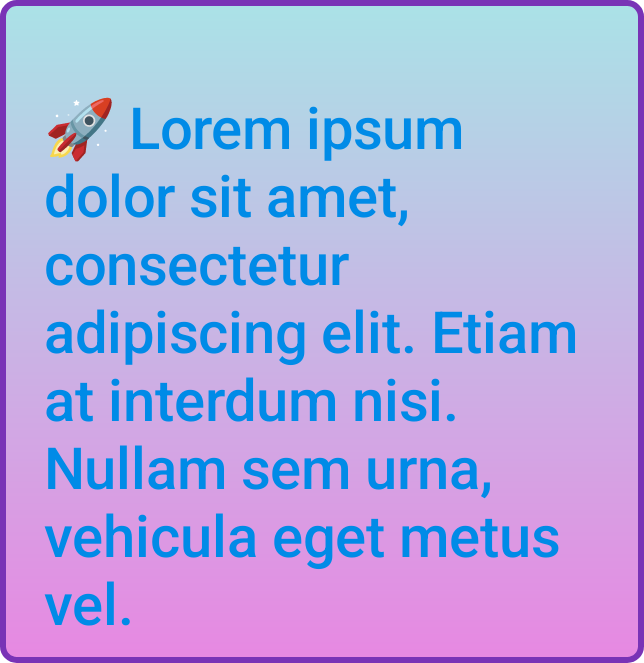 🚀 Lorem ipsum
dolor sit amet,
consectetur
adipiscing elit. Etiam
at interdum nisi.
Nullam sem urna,
vehicula eget metus
vel.